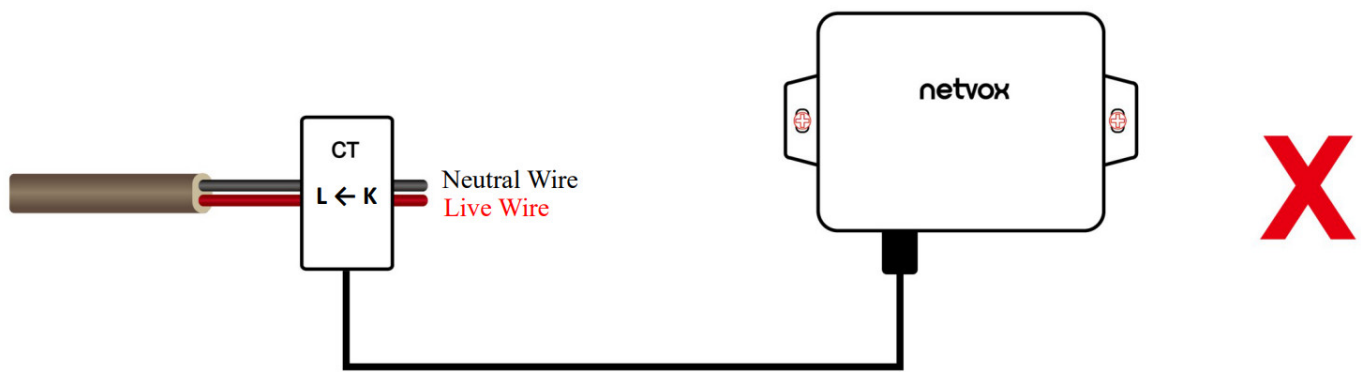 netvox
CT
L ← K
Neutral Wire
Live Wire
X